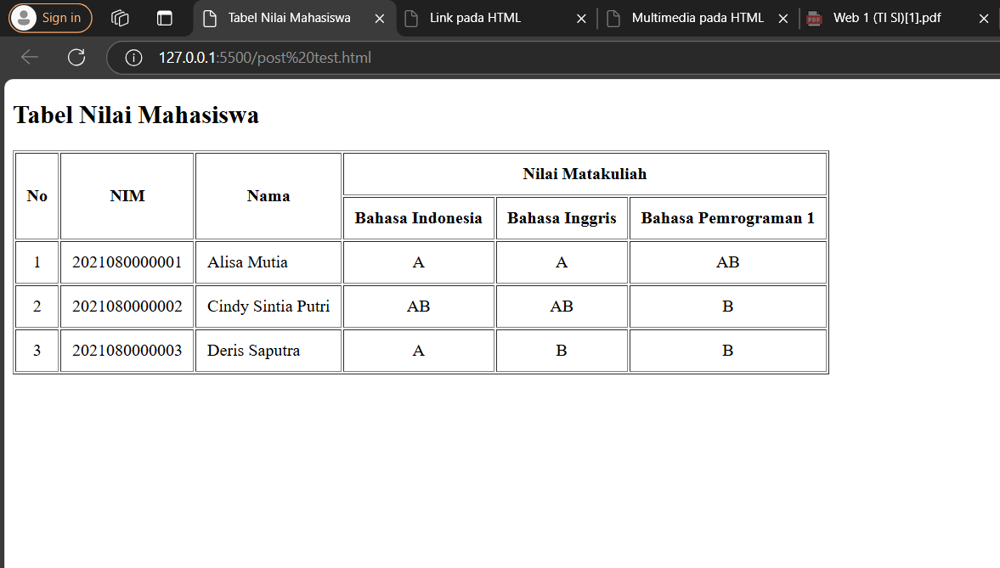 Sign in
Tabel Nilai Mahasiswa
Link pada HTML
Multimedia pada HTML
PDF
Web 1 (TI SI)[1].pdf
127.0.0.1:5500/post%20test.html
Tabel Nilai Mahasiswa
No NIM Nama Nilai Matakuliah
Bahasa Indonesia Bahasa Inggris Bahasa Pemrograman 1
1 2021080000001 Alisa Mutia A A AB
2 2021080000002 Cindy Sintia Putri AB AB B
3 2021080000003 Deris Saputra A B B